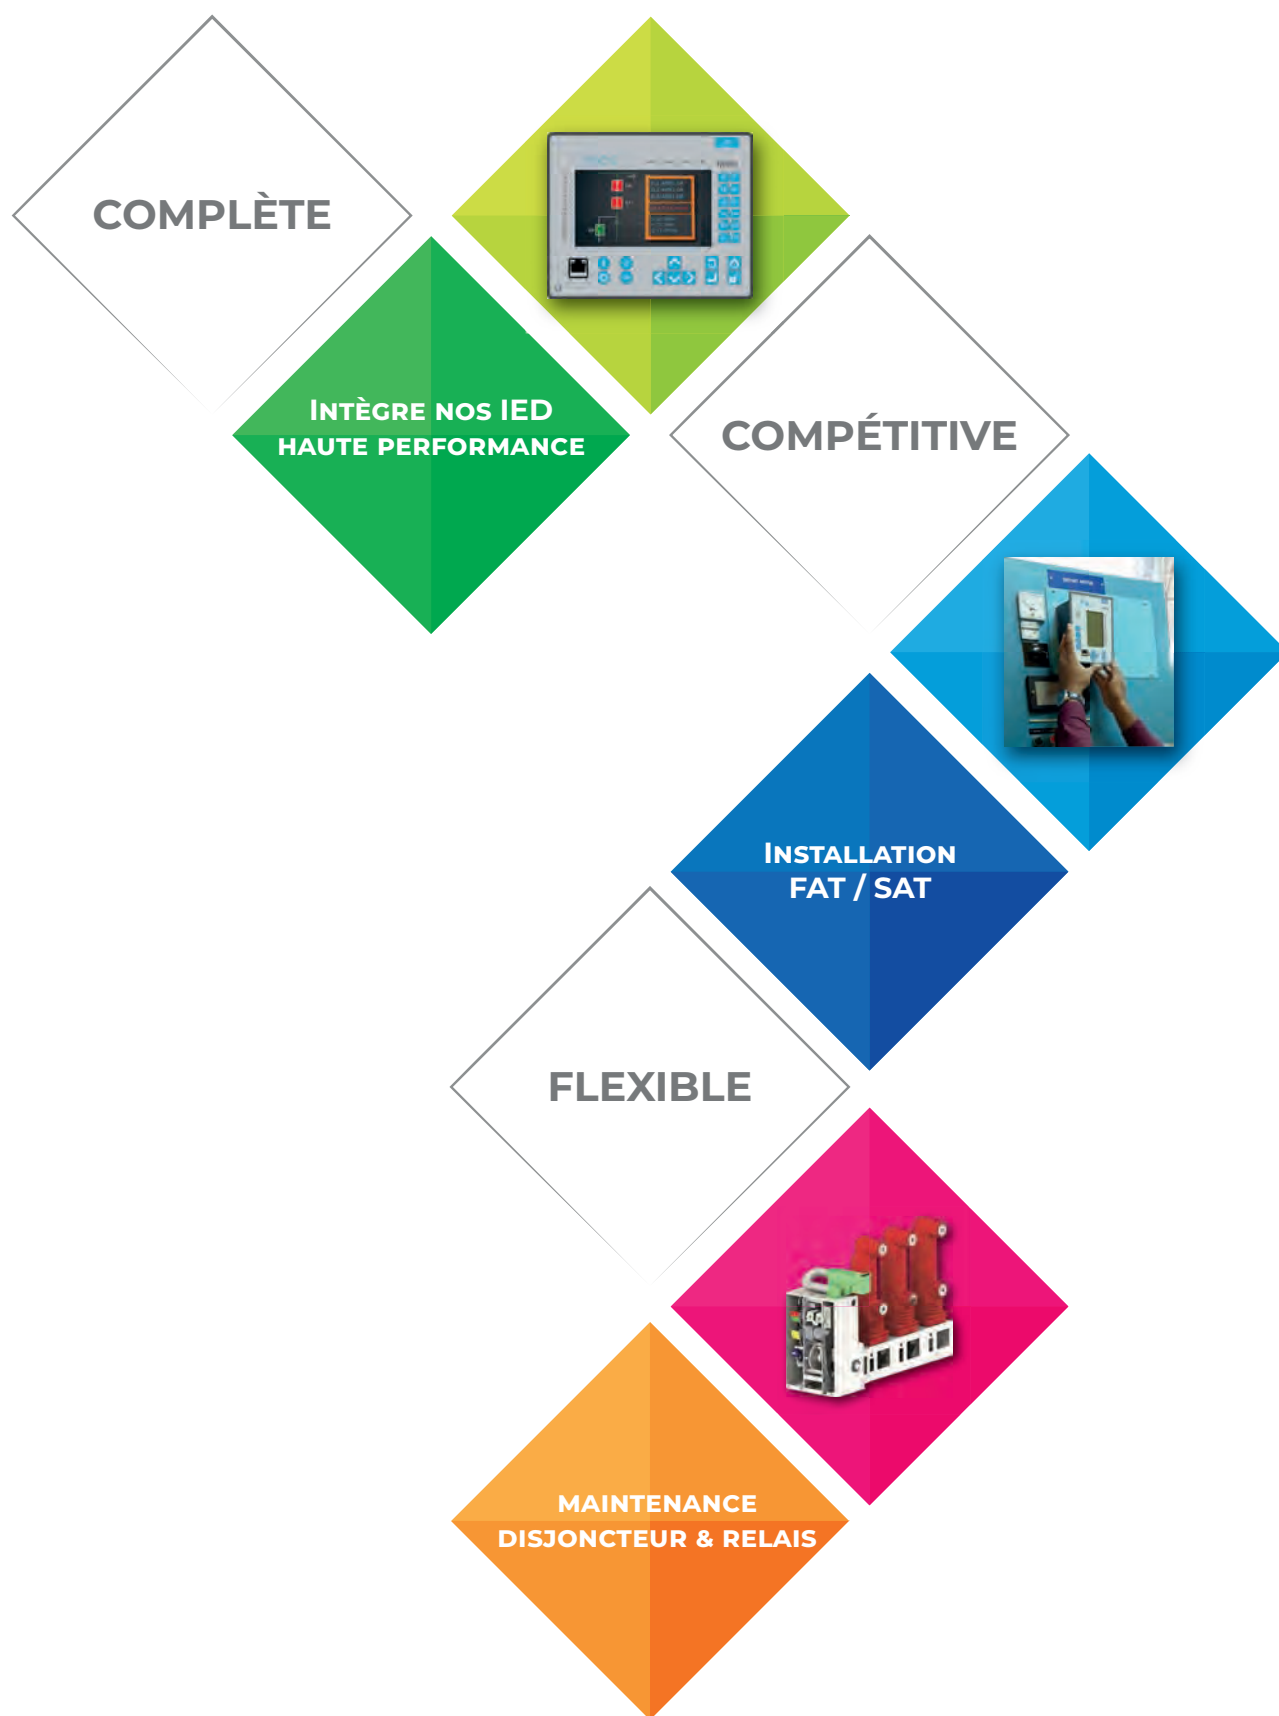 COMPLÈTE
INTÈGRE NOS IED
HAUTE PERFORMANCE
COMPÉTITIVE
INSTALLATION
FAT / SAT
FLEXIBLE
MAINTENANCE
DISJONCTEUR & RELAIS